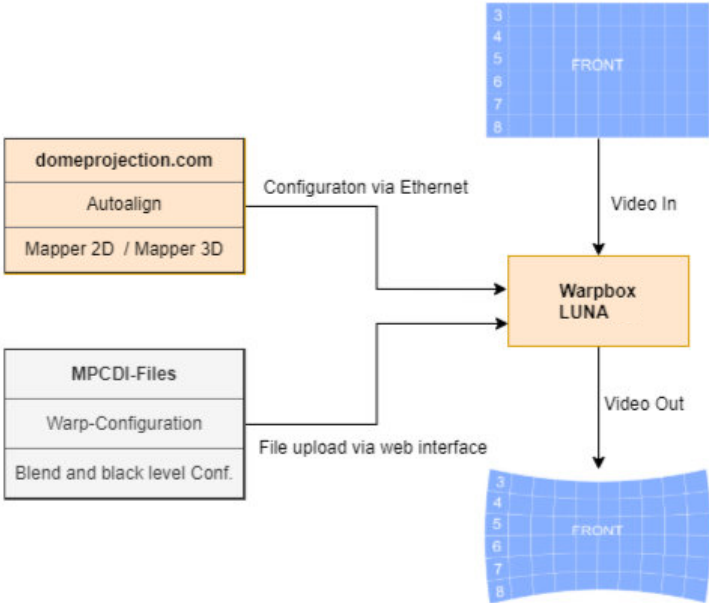 3
4
5
6
7
8
FRONT
domeprojection.com
Autoalign
Mapper 2D / Mapper 3D
Configuraton via Ethernet
Video In
Warpbox
LUNA
MPCDI-Files
Warp-Configuration
Blend and black level Conf.
File upload via web interface
Video Out
3
4
5
6
7
8
FRONT